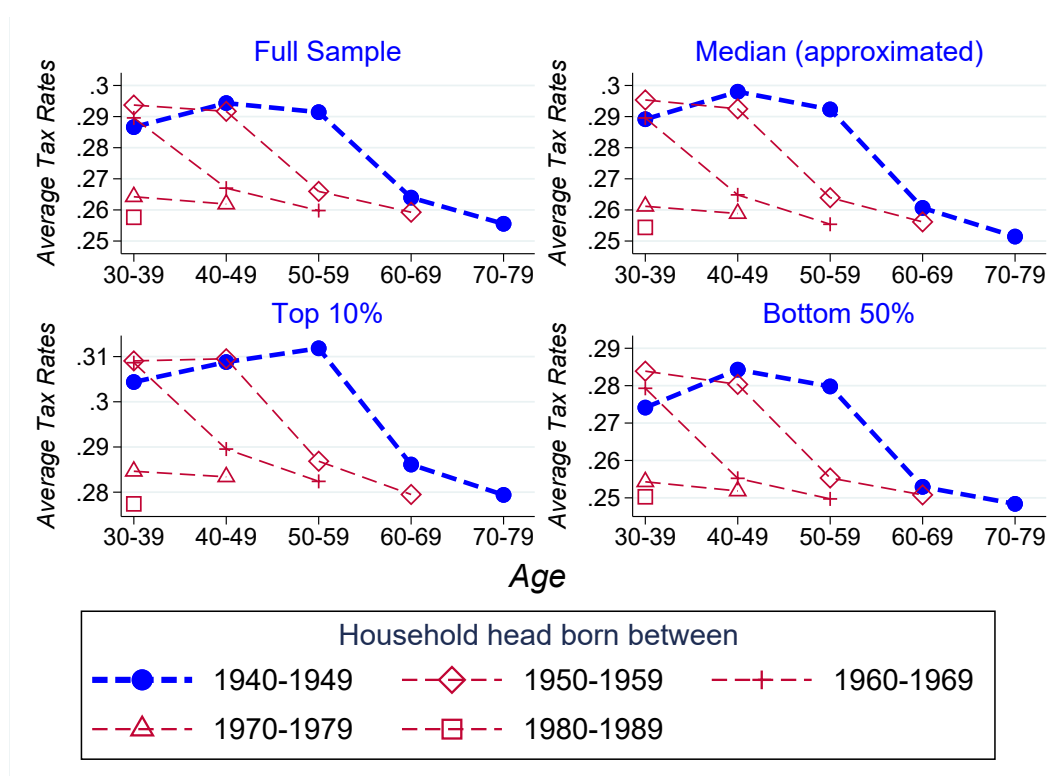 Full Sample
Average Tax Rates
.3
.29
.28
.27
.26
.25
30-39 40-49 50-59 60-69 70-79
Median (approximated)
Average Tax Rates
.3
.29
.28
.27
.26
.25
30-39 40-49 50-59 60-69 70-79
Top 10%
Average Tax Rates
.31
.3
.29
.28
30-39 40-49 50-59 60-69 70-79
Bottom 50%
Average Tax Rates
.29
.28
.27
.26
.25
30-39 40-49 50-59 60-69 70-79
Age
Household head born between
1940-1949 1950-1959 1960-1969
1970-1979 1980-1989